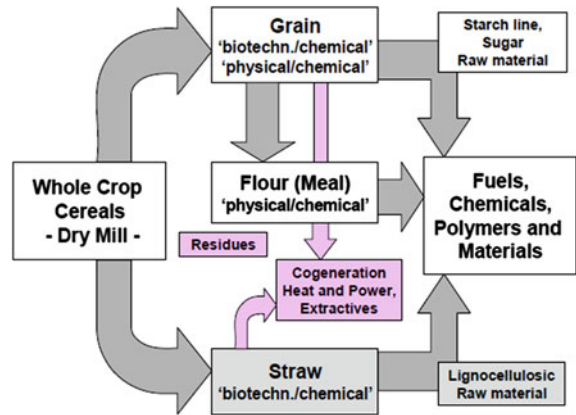 Grain
‘biotechn./chemical’
‘physical/chemical’
Starch line,
Sugar
Raw material
Whole Crop
Cereals
- Dry Mill -
Flour (Meal)
‘physical/chemical’
Fuels,
Chemicals,
Polymers and
Materials
Residues
Cogeneration
Heat and Power,
Extractives
Straw
‘biotechn./chemical’
Lignocellulosic
Raw material